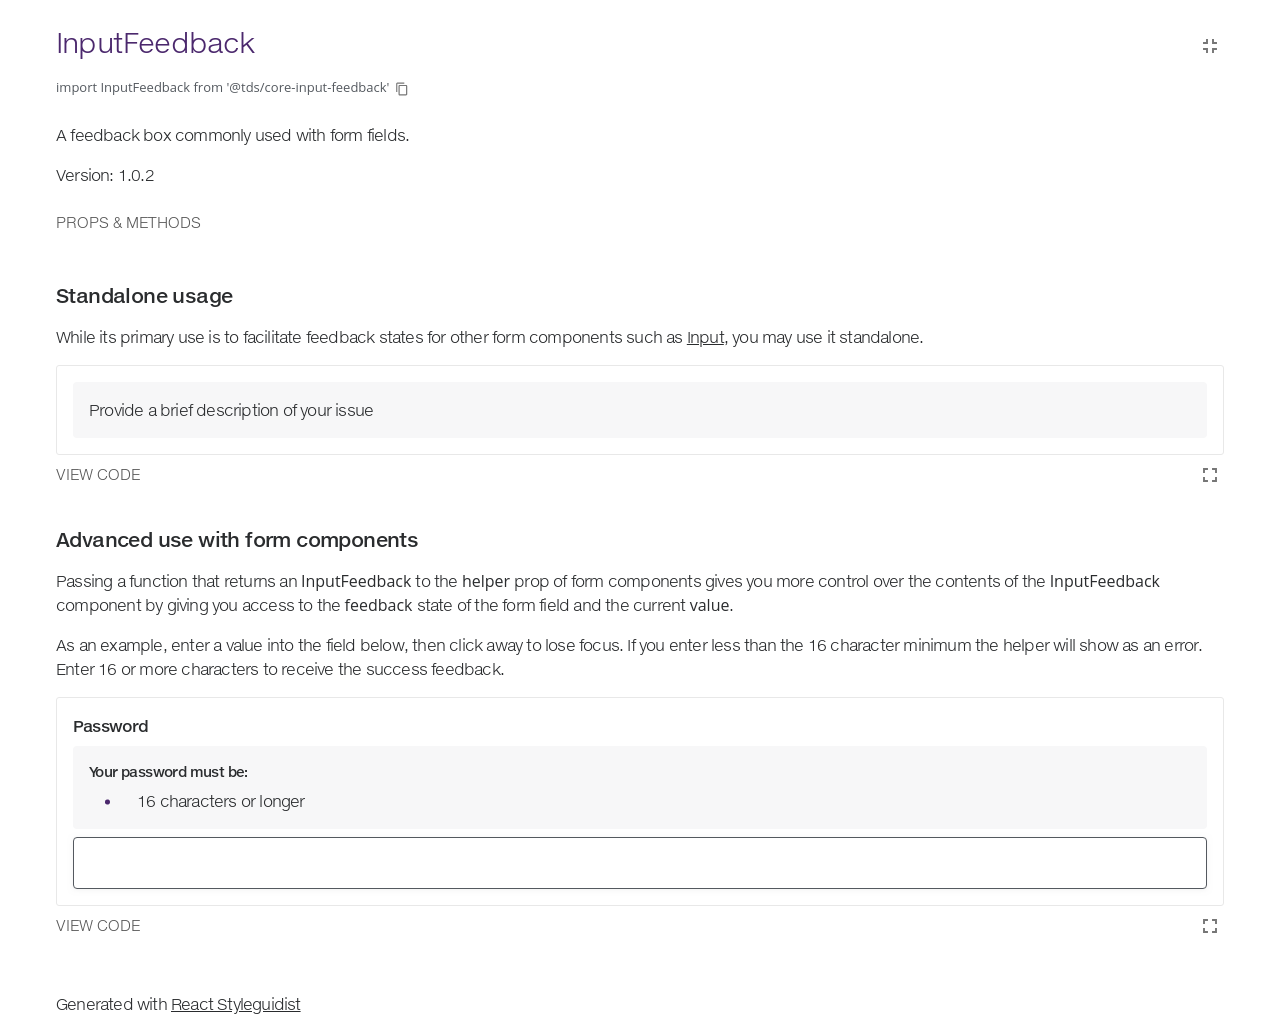 InputFeedback
import InputFeedback from '@tds/core-input-feedback'
A feedback box commonly used with form fields.
Version: 1.0.2
PROPS & METHODS
Standalone usage
While its primary use is to facilitate feedback states for other form components such as Input, you may use it standalone.
Provide a brief description of your issue
VIEW CODE
Advanced use with form components
Passing a function that returns an InputFeedback to the helper prop of form components gives you more control over the contents of the InputFeedback
component by giving you access to the feedback state of the form field and the current value.
As an example, enter a value into the field below, then click away to lose focus. If you enter less than the 16 character minimum the helper will show as an error.
Enter 16 or more characters to receive the success feedback.
Password
Your password must be:
• 16 characters or longer
VIEW CODE
Generated with React Styleguidist